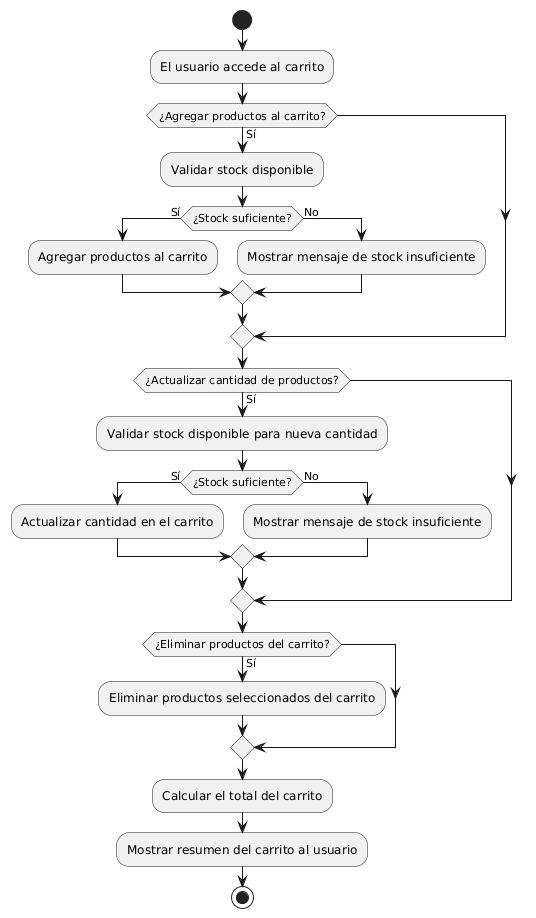 El usuario accede al carrito
¿Agregar productos al carrito?
Sí
Validar stock disponible
Sí
¿Stock suficiente?
No
Agregar productos al carrito
Mostrar mensaje de stock insuficiente
¿Actualizar cantidad de productos?
Sí
Validar stock disponible para nueva cantidad
Sí
¿Stock suficiente?
No
Actualizar cantidad en el carrito
Mostrar mensaje de stock insuficiente
¿Eliminar productos del carrito?
Sí
Eliminar productos seleccionados del carrito
Calcular el total del carrito
Mostrar resumen del carrito al usuario